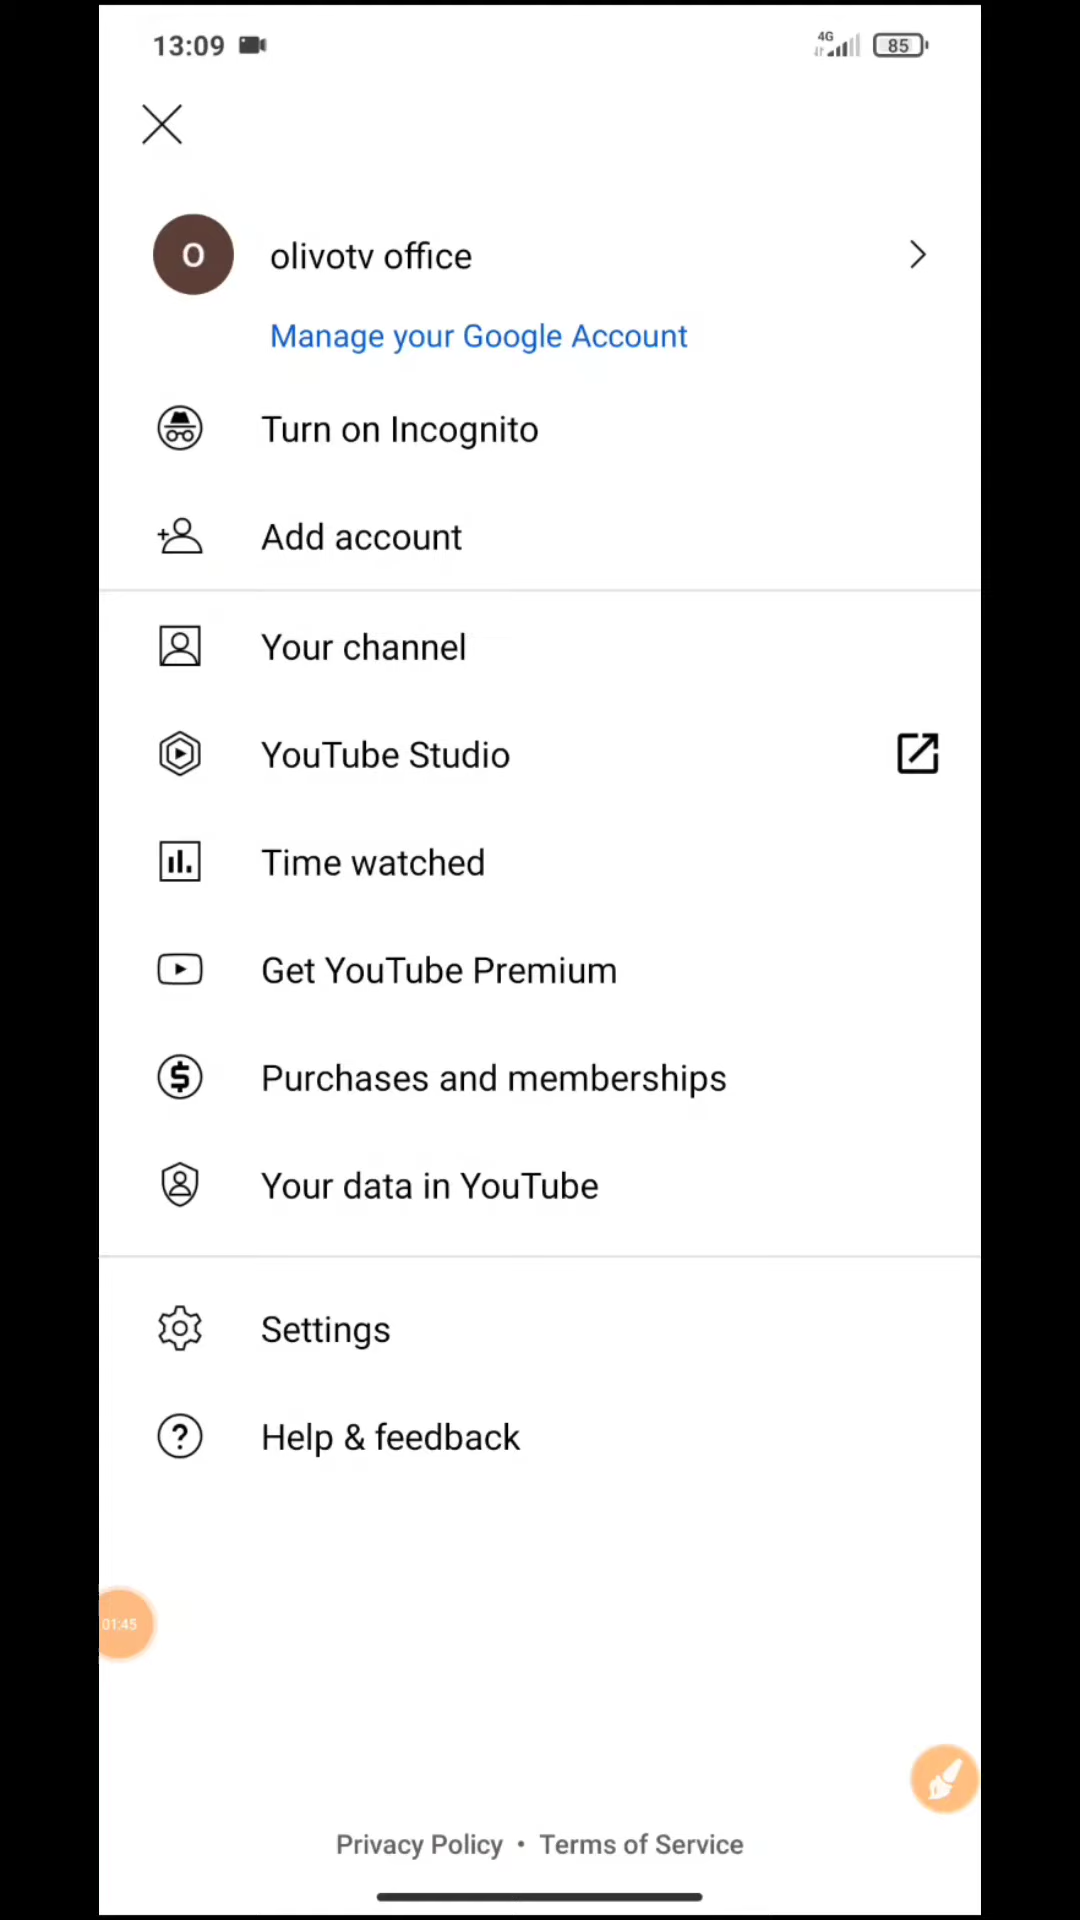 13:09
4G
85
O
olivotv office
Manage your Google Account
Turn on Incognito
Add account
Your channel
YouTube Studio
Time watched
Get YouTube Premium
Purchases and memberships
Your data in YouTube
Settings
Help & feedback
01:45
Privacy Policy • Terms of Service